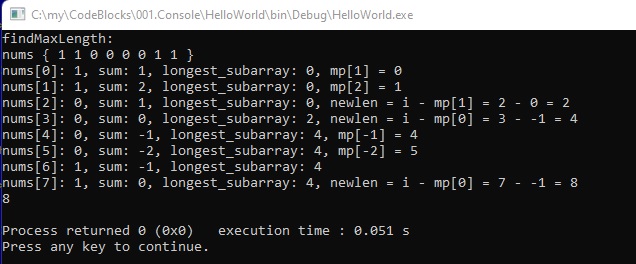 C:\my\CodeBlocks\001.Console\HelloWorld\bin\Debug\HelloWorld.exe
findMaxLength:
nums { 1 1 0 0 0 0 1 1 }
nums[0]: 1, sum: 1, longest_subarray: 0, mp[1] = 0
nums[1]: 1, sum: 2, longest_subarray: 0, mp[2] = 1
nums[2]: 0, sum: 1, longest_subarray: 0, newlen = i - mp[1] = 2 - 0 = 2
nums[3]: 0, sum: 0, longest_subarray: 2, newlen = i - mp[0] = 3 - -1 = 4
nums[4]: 0, sum: -1, longest_subarray: 4, mp[-1] = 4
nums[5]: 0, sum: -2, longest_subarray: 4, mp[-2] = 5
nums[6]: 1, sum: -1, longest_subarray: 4
nums[7]: 1, sum: 0, longest_subarray: 4, newlen = i - mp[0] = 7 - -1 = 8
8
Process returned 0 (0x0)   execution time : 0.051 s
Press any key to continue.